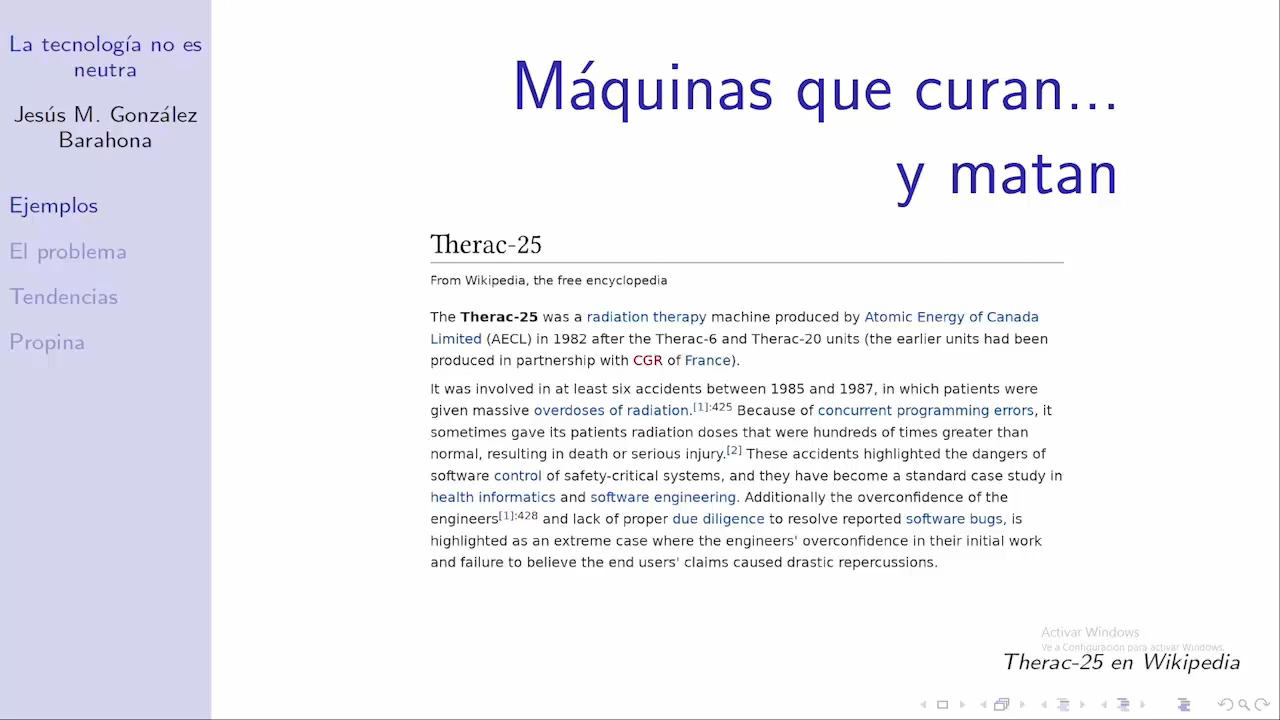 La tecnología no es
neutra
Jesús M. González
Barahona
Ejemplos
El problema
Tendencias
Propina
Máquinas que curan...
y matan
Therac-25
From Wikipedia, the free encyclopedia
The Therac-25 was a radiation therapy machine produced by Atomic Energy of Canada
Limited (AECL) in 1982 after the Therac-6 and Therac-20 units (the earlier units had been
produced in partnership with CGR of France).
It was involved in at least six accidents between 1985 and 1987, in which patients were
given massive overdoses of radiation.[1]:425 Because of concurrent programming errors, it
sometimes gave its patients radiation doses that were hundreds of times greater than
normal, resulting in death or serious injury.[2] These accidents highlighted the dangers of
software control of safety-critical systems, and they have become a standard case study in
health informatics and software engineering. Additionally the overconfidence of the
engineers[1]:428 and lack of proper due diligence to resolve reported software bugs, is
highlighted as an extreme case where the engineers' overconfidence in their initial work
and failure to believe the end users' claims caused drastic repercussions.
Activar Windows
Ve a Configuración para activar Windows.
Therac-25 en Wikipedia